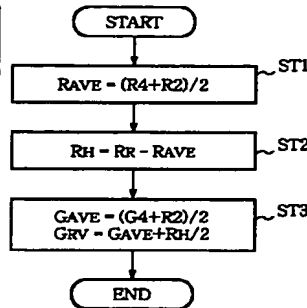 START
RAVE = (R4+R2)/2
ST1
RH = RR - RAVE
ST2
GAVE = (G4+R2)/2
GRV = GAVE+RH/2
ST3
END